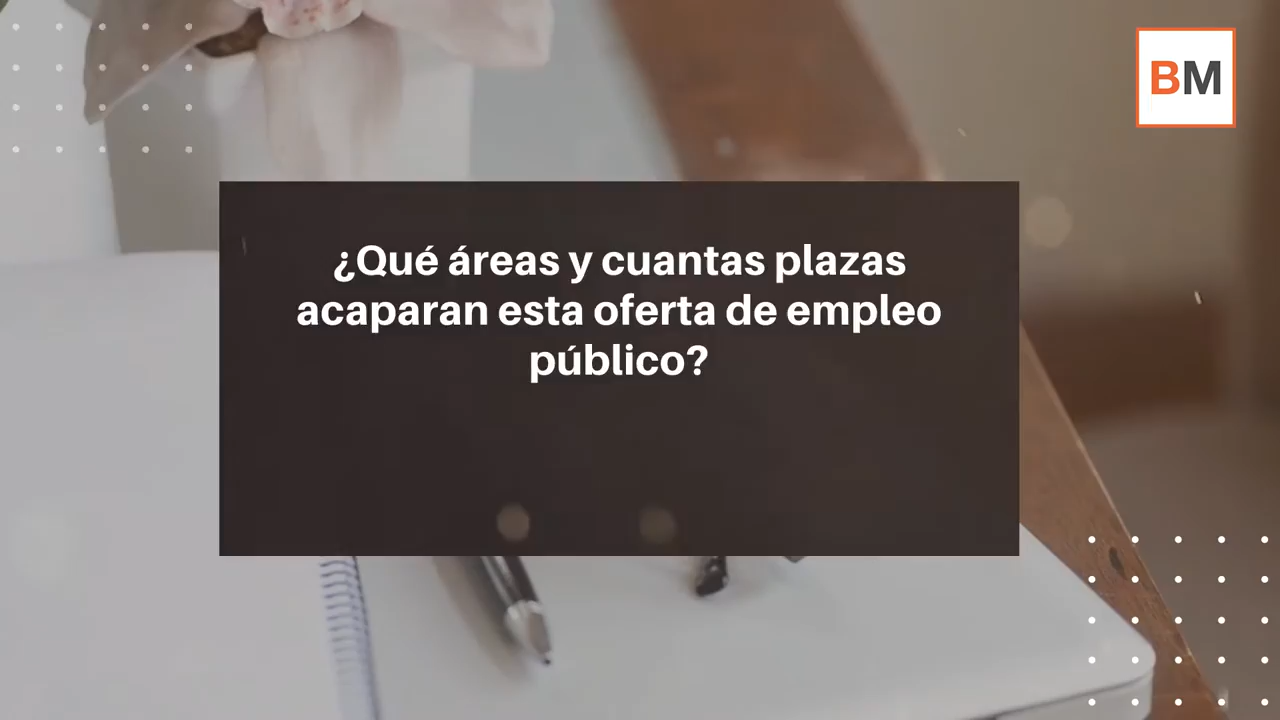 BM
¿Qué áreas y cuantas plazas
acaparan esta oferta de empleo
público?